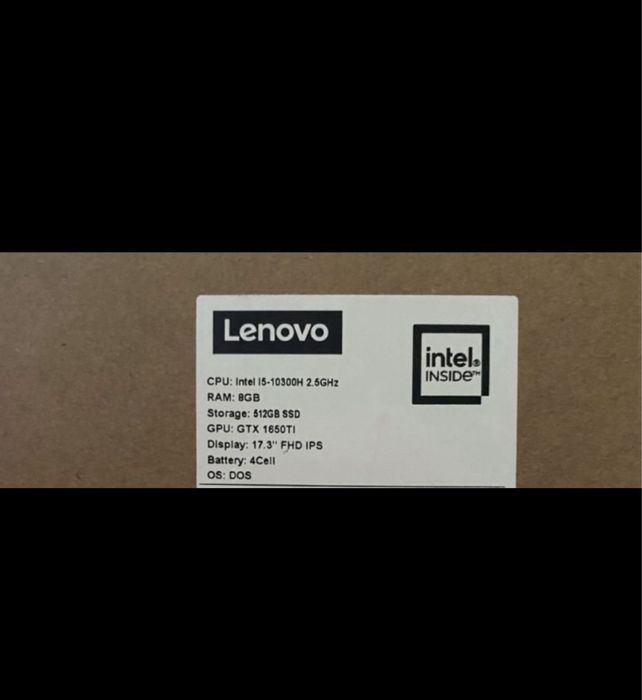 Lenovo
intel.
INSIDE™
CPU: Intel I5-10300H 2.5GHz
RAM: 8GB
Storage: 512GB SSD
GPU: GTX 1650TI
Display: 17.3" FHD IPS
Battery: 4Cell
OS: DOS